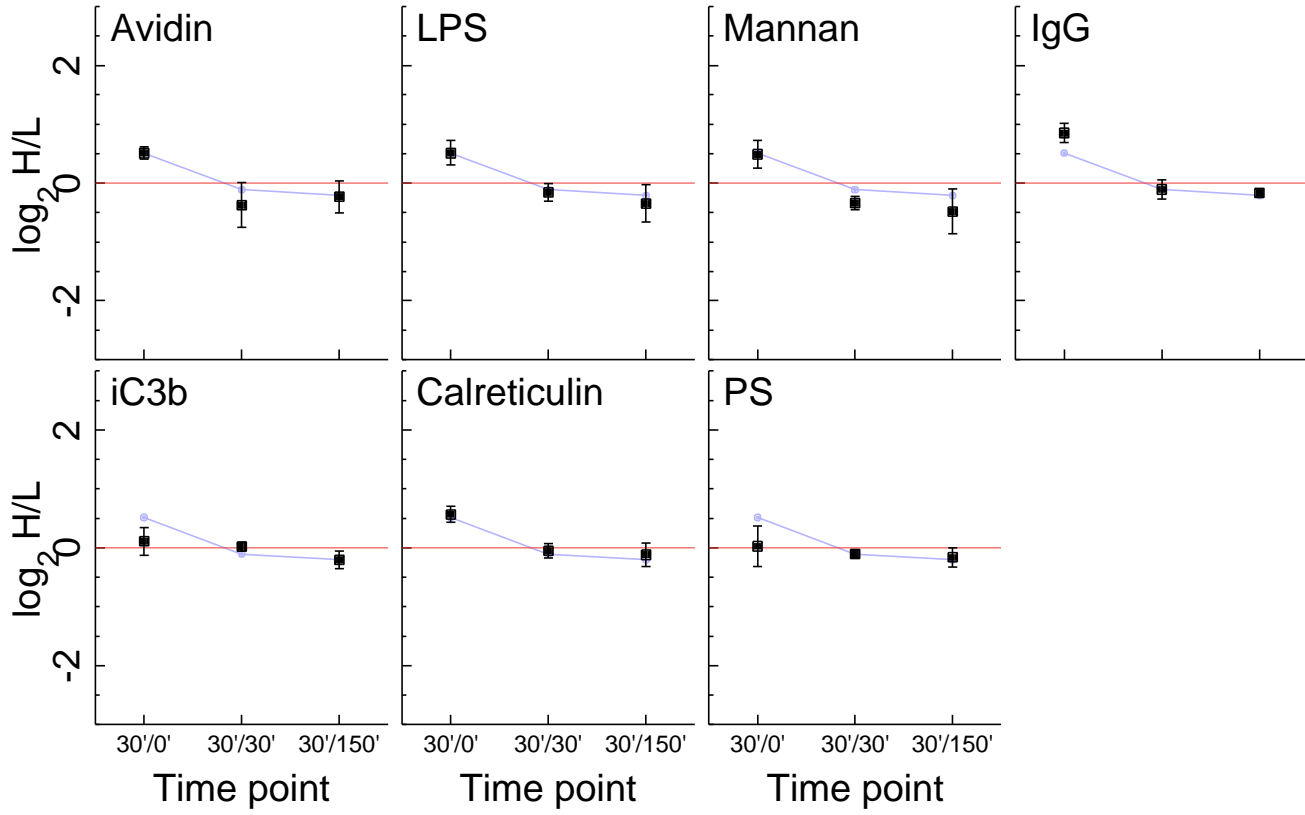 Avidin
LPS
Mannan
IgG
2
0
-2
log2 H/L
iC3b
Calreticulin
PS
2
0
-2
log2 H/L
30'/0' 30'/30' 30'/150'
30'/0' 30'/30' 30'/150'
30'/0' 30'/30' 30'/150'
Time point
Time point
Time point